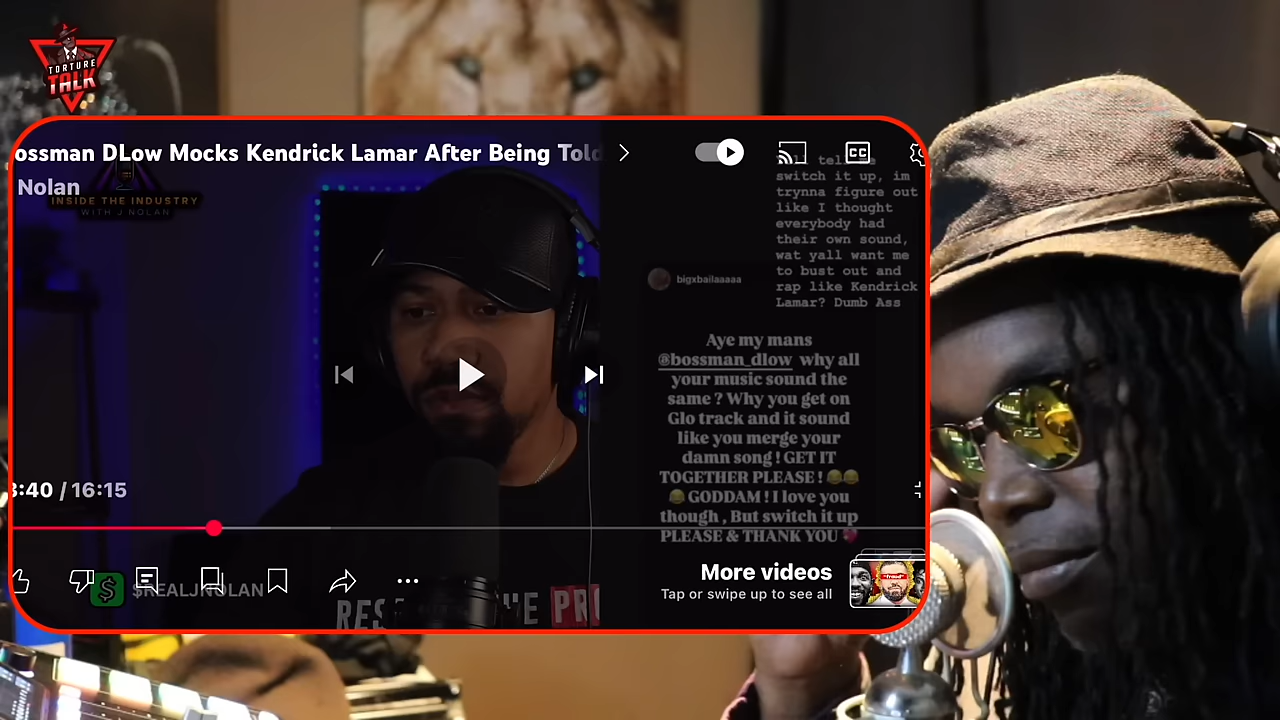 TORTURE
TALK
ossman DLow Mocks Kendrick Lamar After Being Told
Nolan
INSIDE THE INDUSTRY
WITH J NOLAN
CC
switch it up, im
trynna figure out
like I thought
everybody had
their own sound,
wat yall want me
to bust out and
rap like Kendrick
Lamar? Dumb Ass
bigxbailaaaaa
Aye my mans
@bossman_dlow why all
your music sound the
same ? Why you get on
Glo track and it sound
like you merge your
damn song ! GET IT
TOGETHER PLEASE ! 😂😂
😂 GODDAM ! I love you
though , But switch it up
PLEASE & THANK YOU 💖
3:40 / 16:15
$REALJNOLAN
More videos
Tap or swipe up to see all
"fraud"